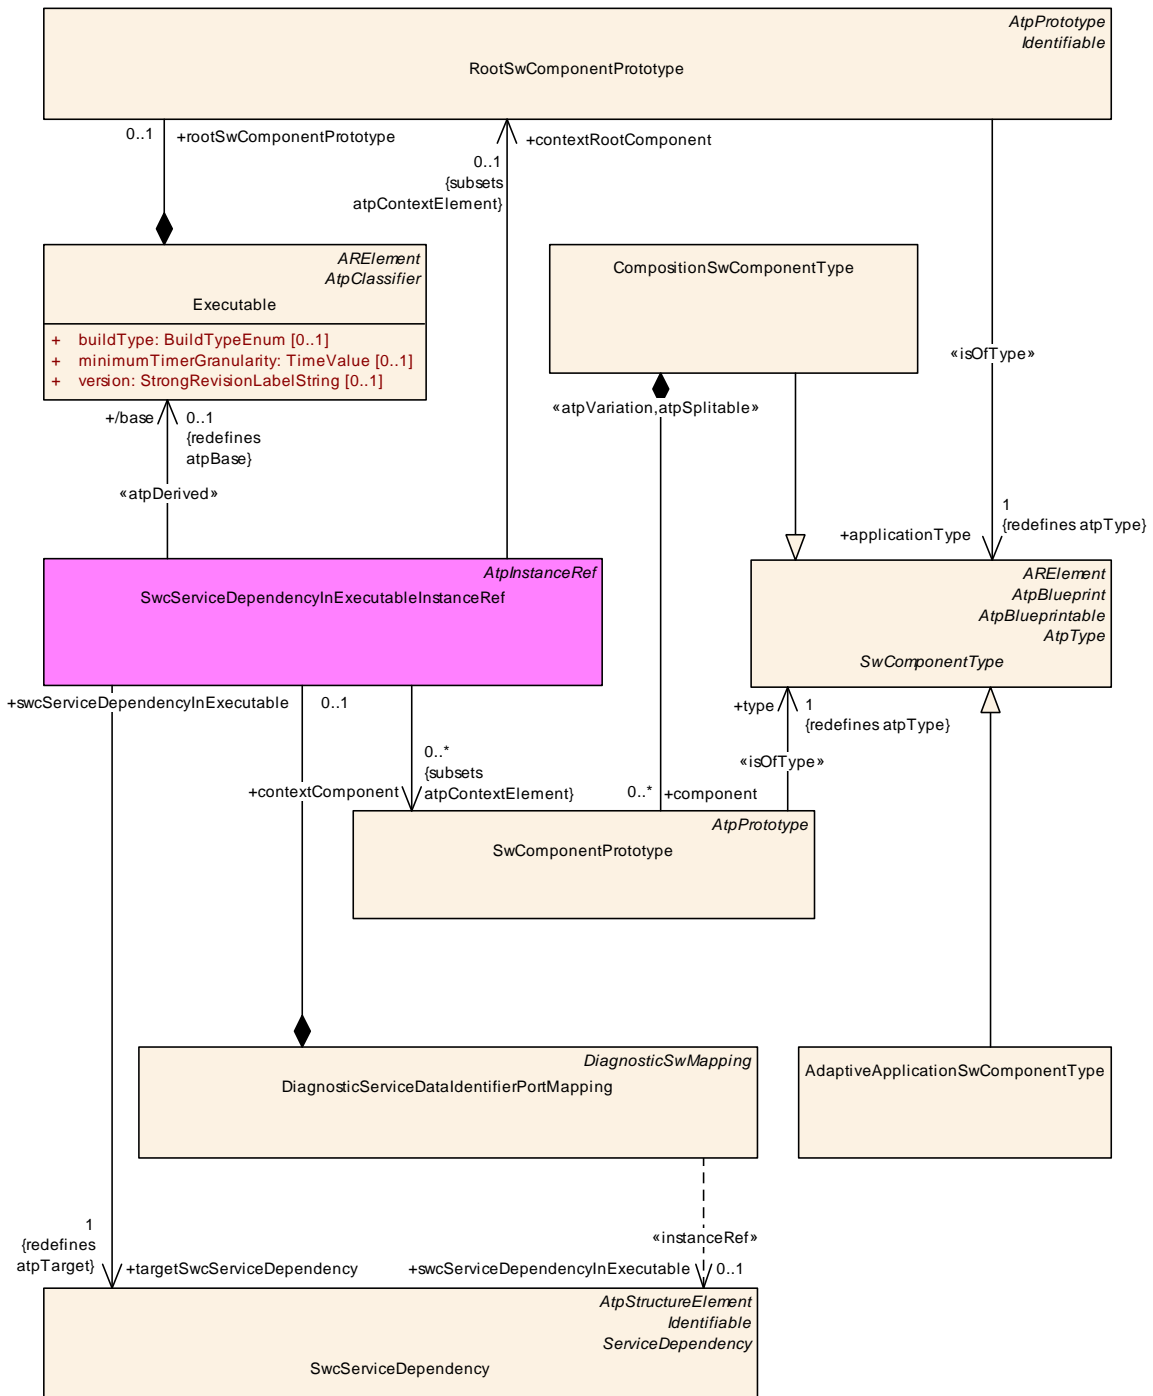 AtpPrototype
Identifiable
RootSwComponentPrototype
0..1
+rootSwComponentPrototype
+contextRootComponent
0..1
{subsets
atpContextElement}
ARElement
AtpClassifier
Executable
+ buildType: BuildTypeEnum [0..1]
+ minimumTimerGranularity: TimeValue [0..1]
+ version: StrongRevisionLabelString [0..1]
CompositionSwComponentType
«isOfType»
+/base
0..1
{redefines
atpBase}
«atpVariation,atpSplitable»
«atpDerived»
1
{redefines atpType}
+applicationType
AtpInstanceRef
SwcServiceDependencyInExecutableInstanceRef
ARElement
AtpBlueprint
AtpBlueprintable
AtpType
SwComponentType
+swcServiceDependencyInExecutable
0..1
+type
1
{redefines atpType}
0..*
{subsets
atpContextElement}
«isOfType»
+contextComponent
0..*
+component
AtpPrototype
SwComponentPrototype
DiagnosticSwMapping
DiagnosticServiceDataIdentifierPortMapping
AdaptiveApplicationSwComponentType
1
{redefines
atpTarget}
«instanceRef»
+targetSwcServiceDependency
+swcServiceDependencyInExecutable
0..1
AtpStructureElement
Identifiable
ServiceDependency
SwcServiceDependency